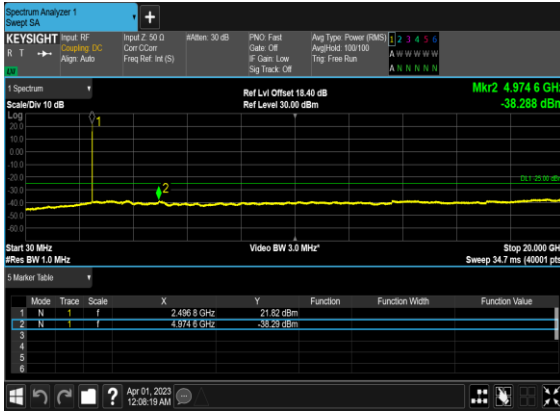 Spectrum Analyzer 1
Swept SA
+
KEYSIGHT Input: RF Input Z: 50 Ω #Atten: 30 dB PNO: Fast Avg Type: Power (RMS) 1 2 3 4 5 6
R T Coupling: DC Corr CCorr Gate: Off Avg|Hold: 100/100 A W W W W W
Align: Auto Freq Ref: Int (S) IF Gain: Low Trig: Free Run
Sig Track: Off A N N N N N
1 Spectrum Ref Lvl Offset 18.40 dB Mkr2 4.974 6 GHz
Scale/Div 10 dB Ref Level 30.00 dBm -38.288 dBm
Log
20.0
10.0
0.00
-10.0
-20.0
-30.0
-40.0
-50.0
-60.0
1
2
Start 30 MHz Video BW 3.0 MHz* Stop 20.000 GH
#Res BW 1.0 MHz Sweep 34.7 ms (40001 pts
5 Marker Table
Mode Trace Scale X Y Function Function Width Function Value
1 N 1 f 2.496 8 GHz 21.82 dBm
2 N 1 f 4.974 6 GHz -38.29 dBm
3
4
5
6
? Apr 01, 2023
12:08:19 AM